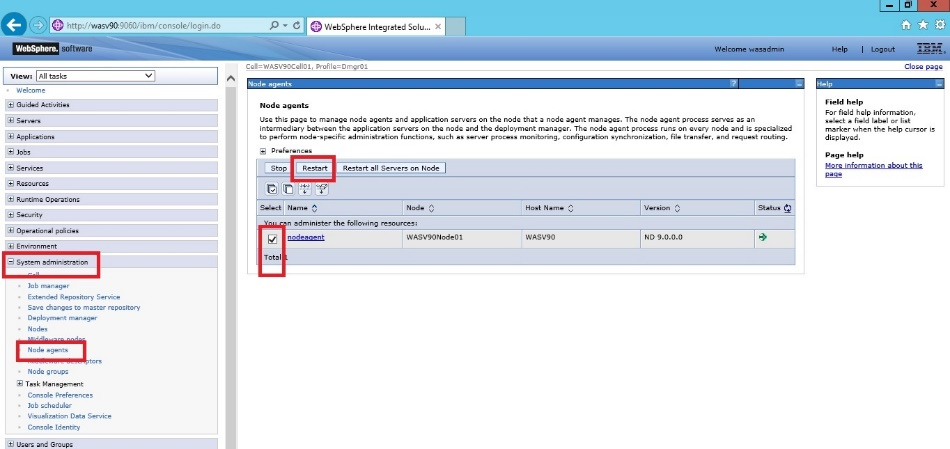 http://wasv90:9060/ibm/console/login.do
WebSphere Integrated Solu...
WebSphere. software
Welcome wasadmin
Help
Logout
IBM
View: All tasks
Welcome
Guided Activities
Servers
Applications
Jobs
Services
Resources
Runtime Operations
Security
Operational policies
Environment
System administration
Cell
Job manager
Extended Repository Service
Save changes to master repository
Deployment manager
Nodes
Middleware nodes
Node agents
Middleware descriptors
Node groups
Task Management
Console Preferences
Job scheduler
Visualization Data Service
Console Identity
Users and Groups
Cell=WASV90Cell01, Profile=Dmgr01
Close page
Node agents
?
Node agents
Use this page to manage node agents and application servers on the node that a node agent manages. The node agent process serves as an
intermediary between the application servers on the node and the deployment manager. The node agent process runs on every node and is specialized
to perform node-specific administration functions, such as server process monitoring, configuration synchronization, file transfer, and request routing.
Preferences
Stop Restart Restart all Servers on Node
Select Name Node Host Name Version Status
You can administer the following resources:
nodeagent WASV90Node01 WASV90 ND 9.0.0.0
Total 1
Help
Field help
For field help information,
select a field label or list
marker when the help cursor is
displayed.
Page help
More information about this
page